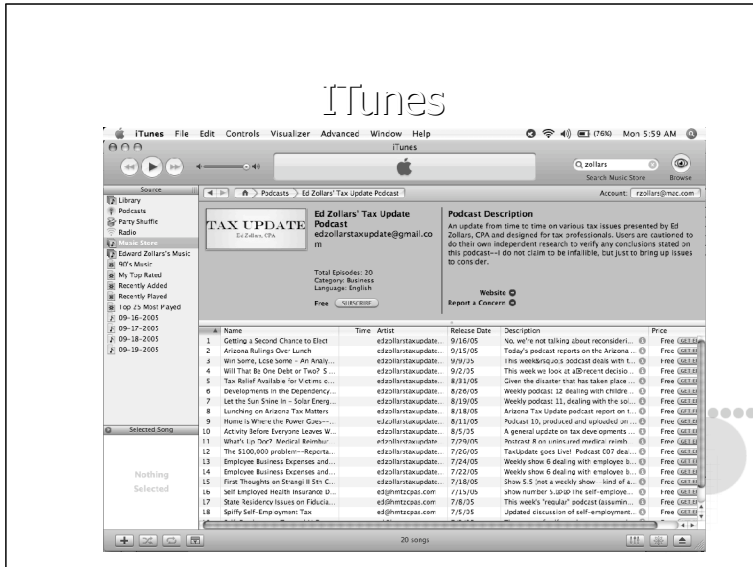 ITunes
iTunes File Edit Controls Visualizer Advanced Window Help (76%) Mon 5:59 AM
iTunes
zollars
Search Music Store Browse
Source
Podcasts Ed Zollars' Tax Update Podcast Account: rzollars@mac.com
Library
Podcasts
Party Shuffle
Radio
Music Store
Edward Zollars's Music
90's Music
My Top Rated
Recently Added
Recently Played
Top 25 Most Played
09-16-2005
09-17-2005
09-18-2005
09-19-2005
TAX UPDATE
Ed Zollars, CPA
Ed Zollars' Tax Update
Podcast
edzollarstaxupdate@gmail.co
m
Total Episodes: 20
Category: Business
Language: English
Free SUBSCRIBE
Podcast Description
An update from time to time on various tax issues presented by Ed
Zollars, CPA and designed for tax professionals. Users are cautioned to
do their own independent research to verify any conclusions stated on
this podcast--I do not claim to be infallible, but just to bring up issues
to consider.
Website
Report a Concern
Name Time Artist Release Date Description Price
1 Getting a Second Chance to Elect edzollarstaxupdate... 9/16/05 No, we're not talking about reconsideri... Free
2 Arizona Rulings Over Lunch edzollarstaxupdate... 9/15/05 Today's podcast reports on the Arizona ... Free
3 Win Some, Lose Some - An Analy... edzollarstaxupdate... 9/9/05 This week&rsquo;s podcast deals with t... Free
4 Will That Be One Debt or Two? S... edzollarstaxupdate... 9/2/05 This week we look at a recent decisio... Free
5 Tax Relief Available for Victims o... edzollarstaxupdate... 8/31/05 Given the disaster that has taken place ... Free
6 Developments in the Dependency... edzollarstaxupdate... 8/26/05 Weekly podcast 12 dealing with childre... Free
7 Let the Sun Shine In - Solar Energ... edzollarstaxupdate... 8/19/05 Weekly podcast 11, dealing with the sol... Free
8 Lunching on Arizona Tax Matters edzollarstaxupdate... 8/18/05 Arizona Tax Update podcast report on t... Free
9 Home Is Where the Power Goes--... edzollarstaxupdate... 8/11/05 Podcast 10, produced and uploaded on ... Free
10 Activity Before Everyone Leaves W... edzollarstaxupdate... 8/5/05 A general update on tax developments ... Free
11 What's Up Doc? Medical Reimbur... edzollarstaxupdate... 7/29/05 Postcast 8 on uninsured medical reimb... Free
12 The $100,000 problem--Reporta... edzollarstaxupdate... 7/26/05 TaxUpdate goes Live! Podcast 007 deal... Free
13 Employee Business Expenses and... edzollarstaxupdate... 7/24/05 Weekly show 6 dealing with employee b... Free
14 Employee Business Expenses and... edzollarstaxupdate... 7/22/05 Weekly show 6 dealing with employee b... Free
15 First Thoughts on Strangi II 5th C... edzollarstaxupdate... 7/18/05 Show 5.5 (not a weekly show - kind of a... Free
16 Self Employed Health Insurance D... ed@hmtzcpas.com 7/15/05 Show number 5. the self-employe... Free
17 State Residency Issues on Fiducia... ed@hmtzcpas.com 7/8/05 This week's "regular" podcast (assumin... Free
18 Spiffy Self-Employment Tax ed@hmtzcpas.com 7/5/05 Updated discussion of self-employment... Free
Selected Song
Nothing
Selected
20 songs